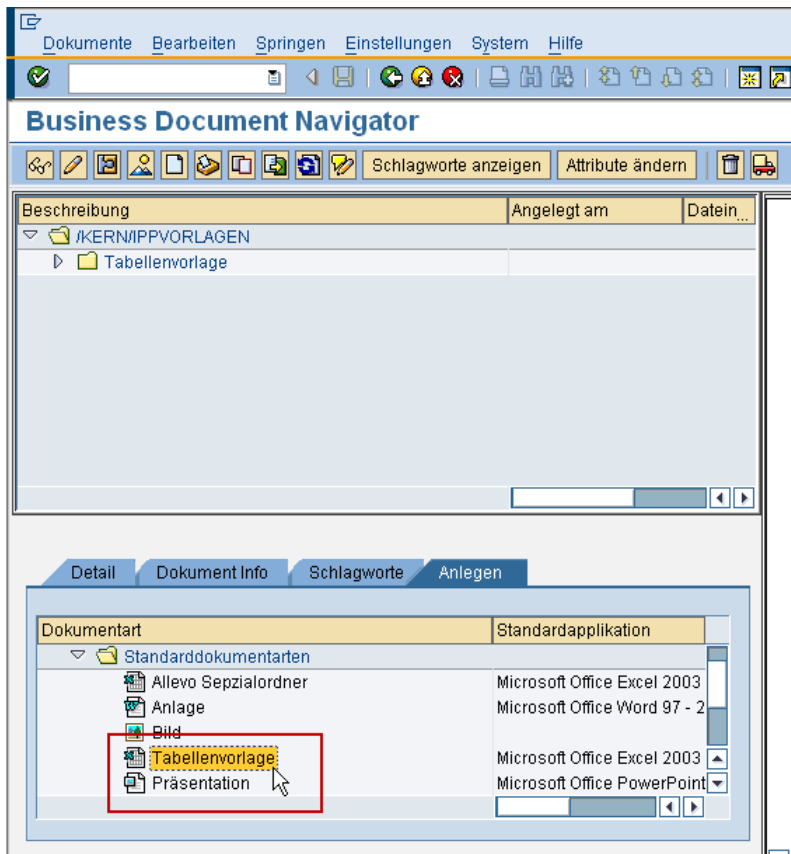 Dokumente Bearbeiten Springen Einstellungen System Hilfe
Business Document Navigator
Schlagworte anzeigen Attribute ändern
Beschreibung Angelegt am Datein...
/KERN/IPPVORLAGEN
Tabellenvorlage
Detail Dokument Info Schlagworte Anlegen
Dokumentart Standardapplikation
Standarddokumentarten
Allevo Sepzialordner Microsoft Office Excel 2003
Anlage Microsoft Office Word 97 - 2
Bild
Tabellenvorlage Microsoft Office Excel 2003
Präsentation Microsoft Office PowerPoint